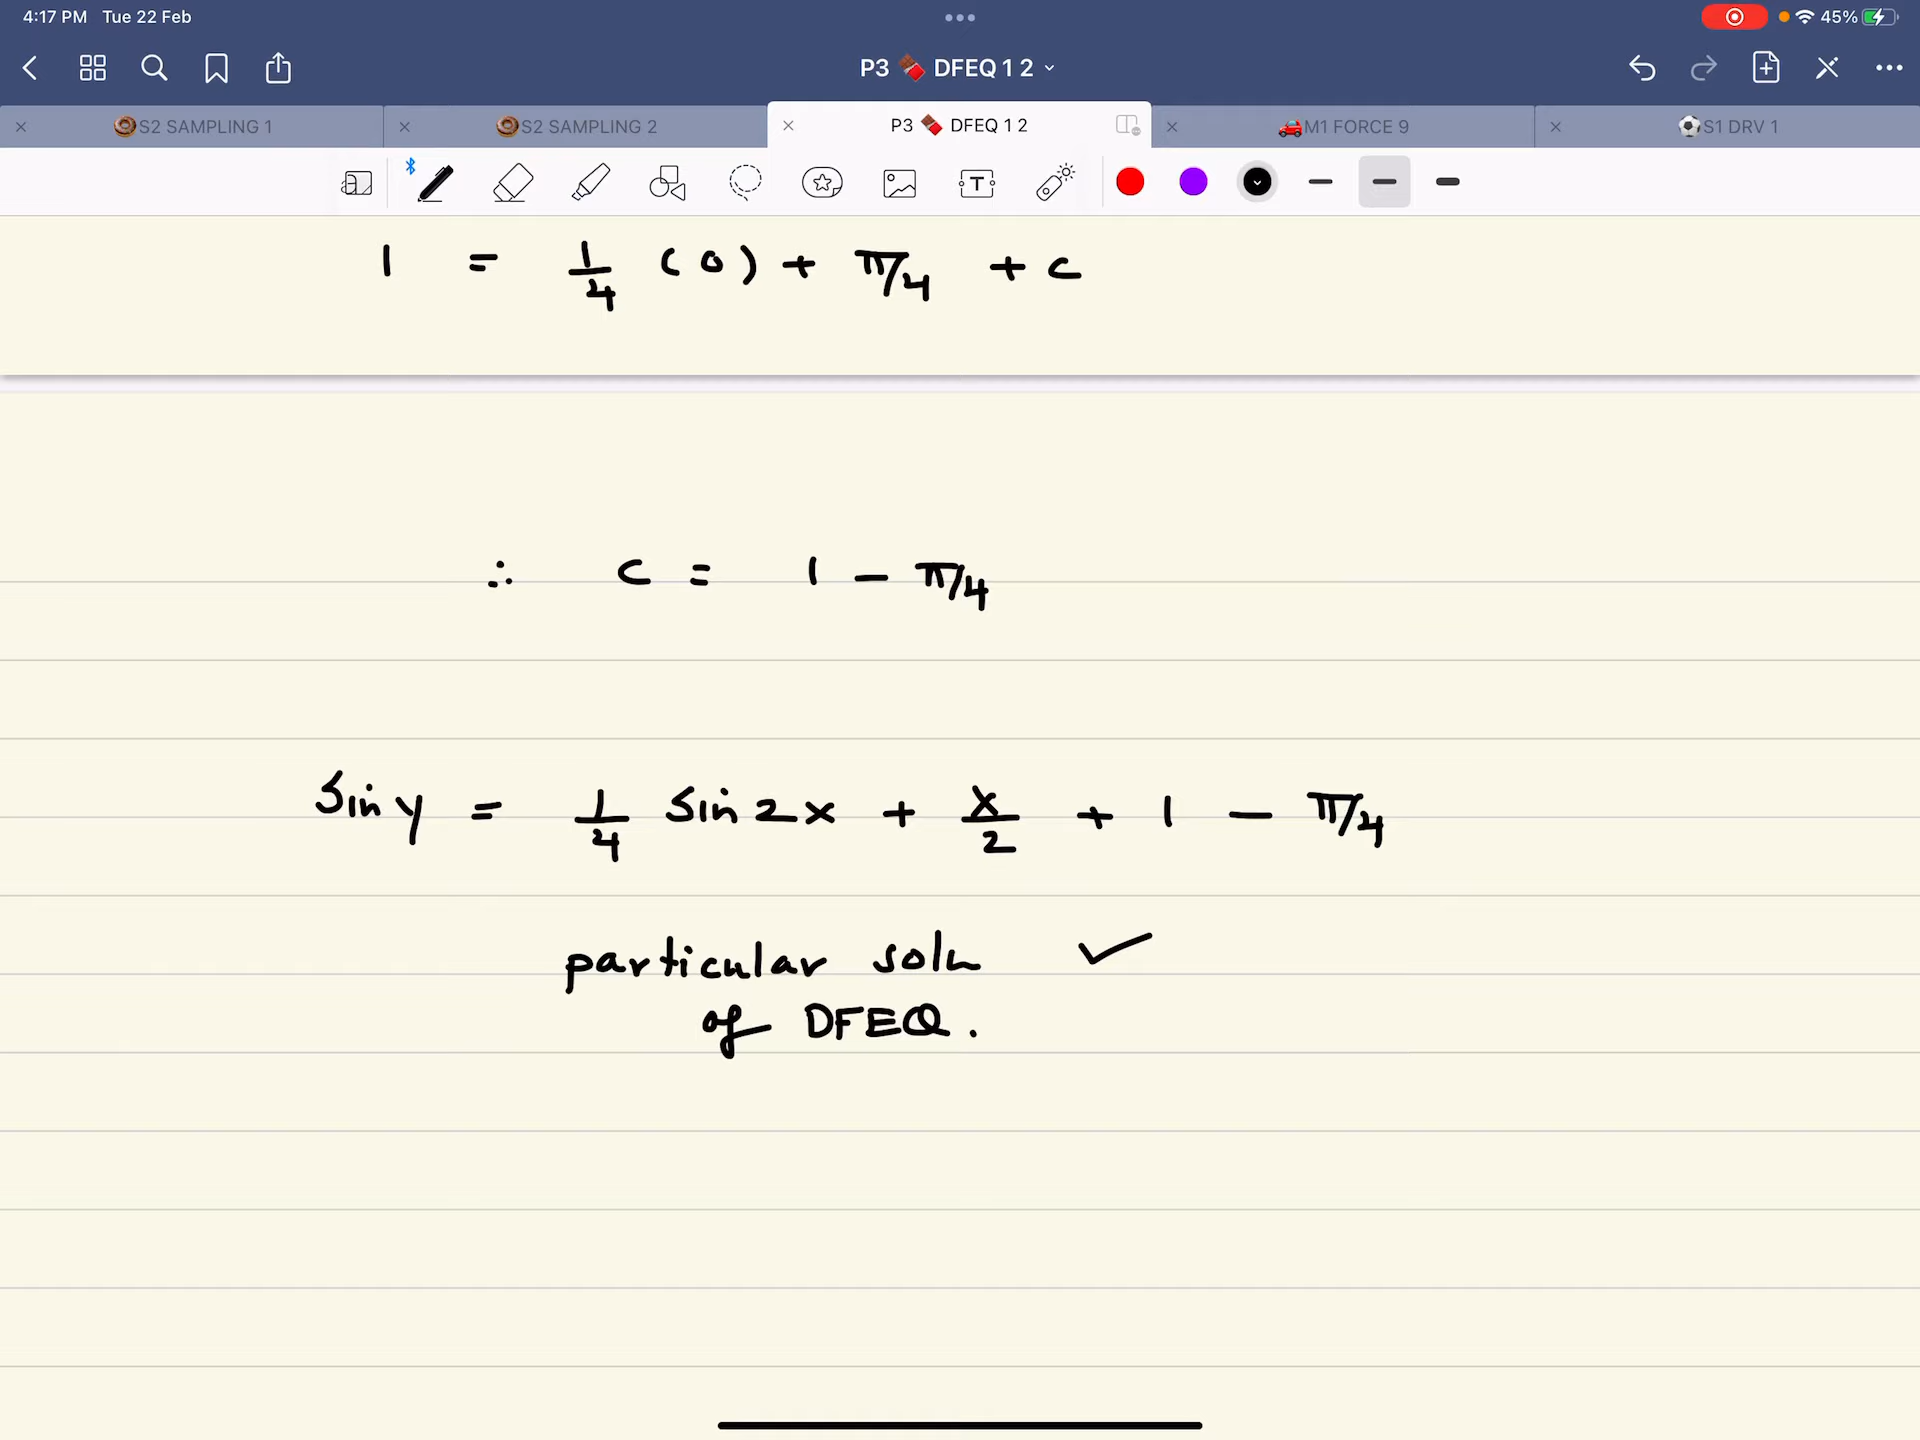 4:17 PM Tue 22 Feb 45%
P3 🍫 DFEQ 1 2
S2 SAMPLING 1 S2 SAMPLING 2 P3 🍫 DFEQ 1 2 M1 FORCE 9 S1 DRV 1
1 = 1/4 (0) + π/4 + c
∴ c = 1 − π/4
Sin y = 1/4 Sin 2x + x/2 + 1 − π/4
particular soln ✓
of DFEQ.